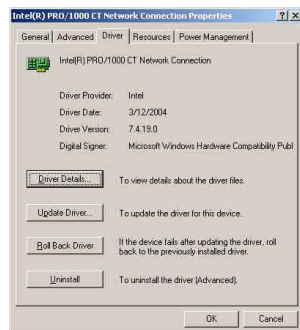 Intel(R) PRO/1000 CT Network Connection Properties
General Advanced Driver Resources Power Management
Intel(R) PRO/1000 CT Network Connection
Driver Provider: Intel
Driver Date: 3/12/2004
Driver Version: 7.4.19.0
Digital Signer: Microsoft Windows Hardware Compatibility Publ
Driver Details... To view details about the driver files.
Update Driver... To update the driver for this device.
Roll Back Driver If the device fails after updating the driver, roll
back to the previously installed driver.
Uninstall To uninstall the driver (Advanced).
OK Cancel